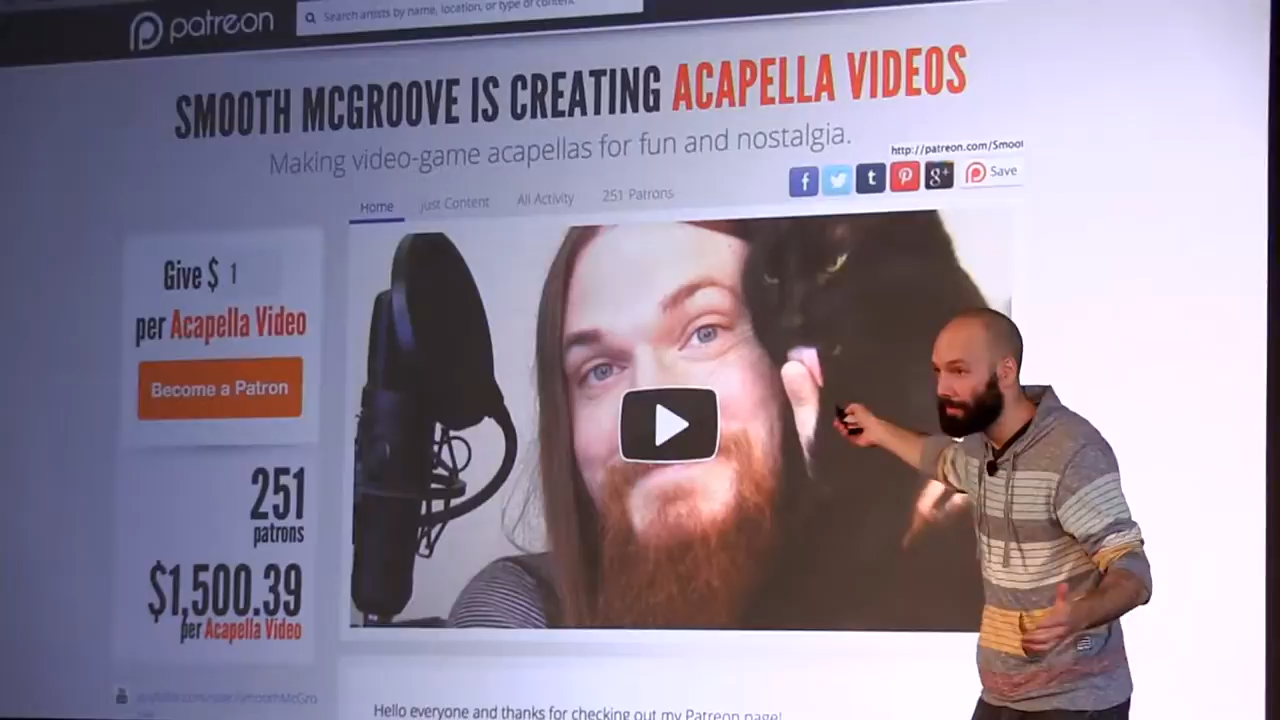 patreon
Search artists by name, location, or type of content
SMOOTH MCGROOVE IS CREATING ACAPELLA VIDEOS
Making video-game acapellas for fun and nostalgia.
http://patreon.com/Smoot
f t P g+ Save
Home Just Content All Activity 251 Patrons
Give $ 1
per Acapella Video
Become a Patron
251
patrons
$1,500.39
per Acapella Video
Hello everyone and thanks for checking out my Patreon page!